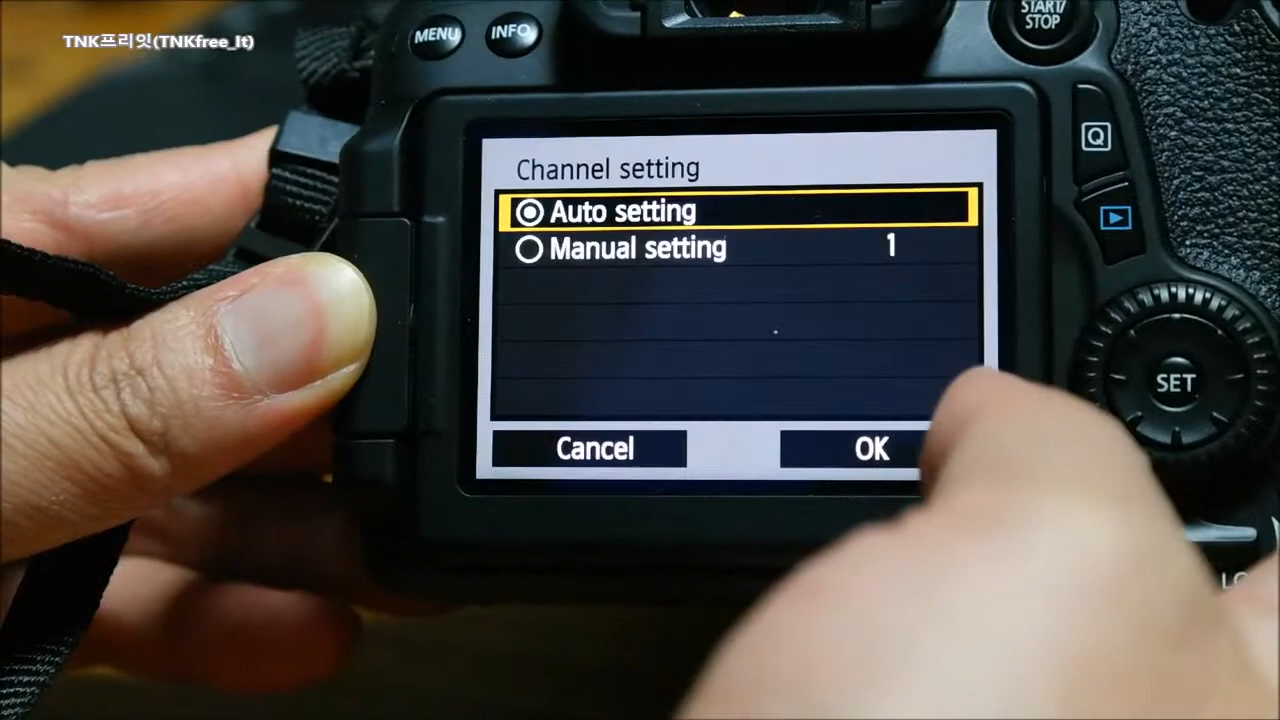 TNK프리잇(TNKfree_It)
MENU
INFO
START/
STOP
Q
Channel setting
Auto setting
Manual setting 1
Cancel
OK
SET